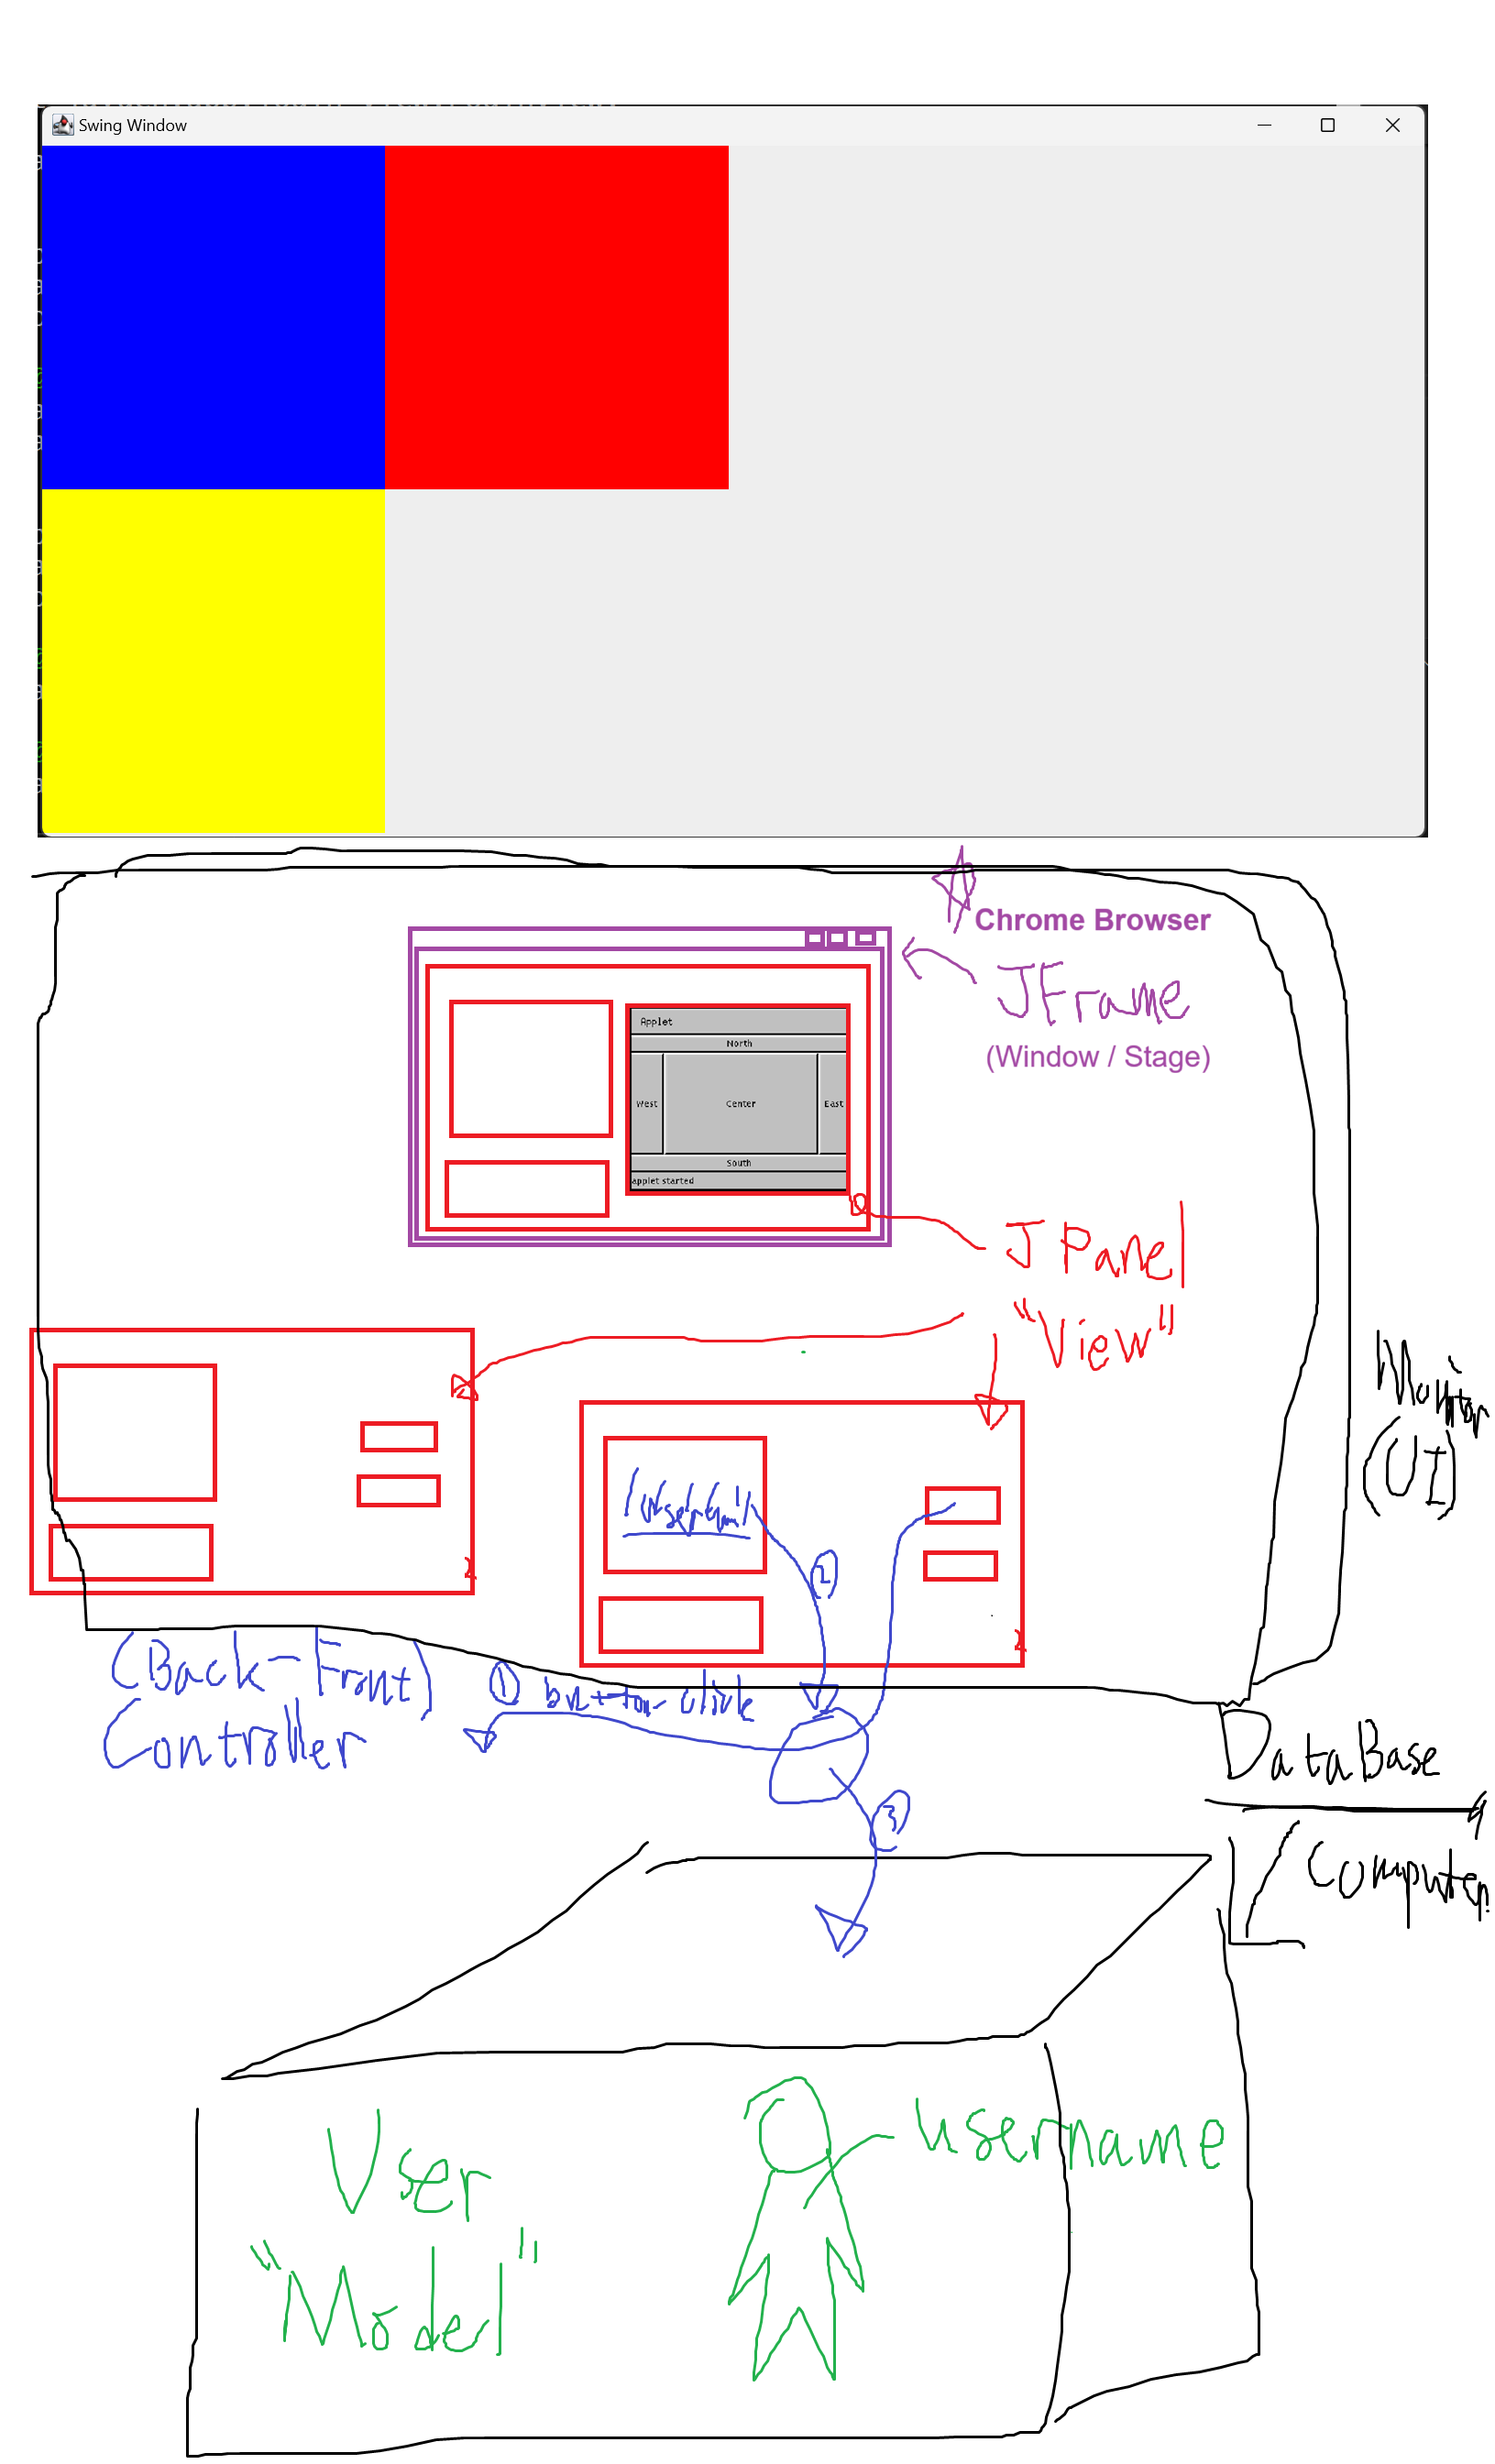 Swing Window
Chrome Browser
JFrame
(Window / Stage)
Applet
North
West
Center
East
South
applet started
JPanel
"View"
Monitor
(UI)
2
(Back-Front)
Controller
1 button click
DataBase
3
/ Computer
User
"Model"
username